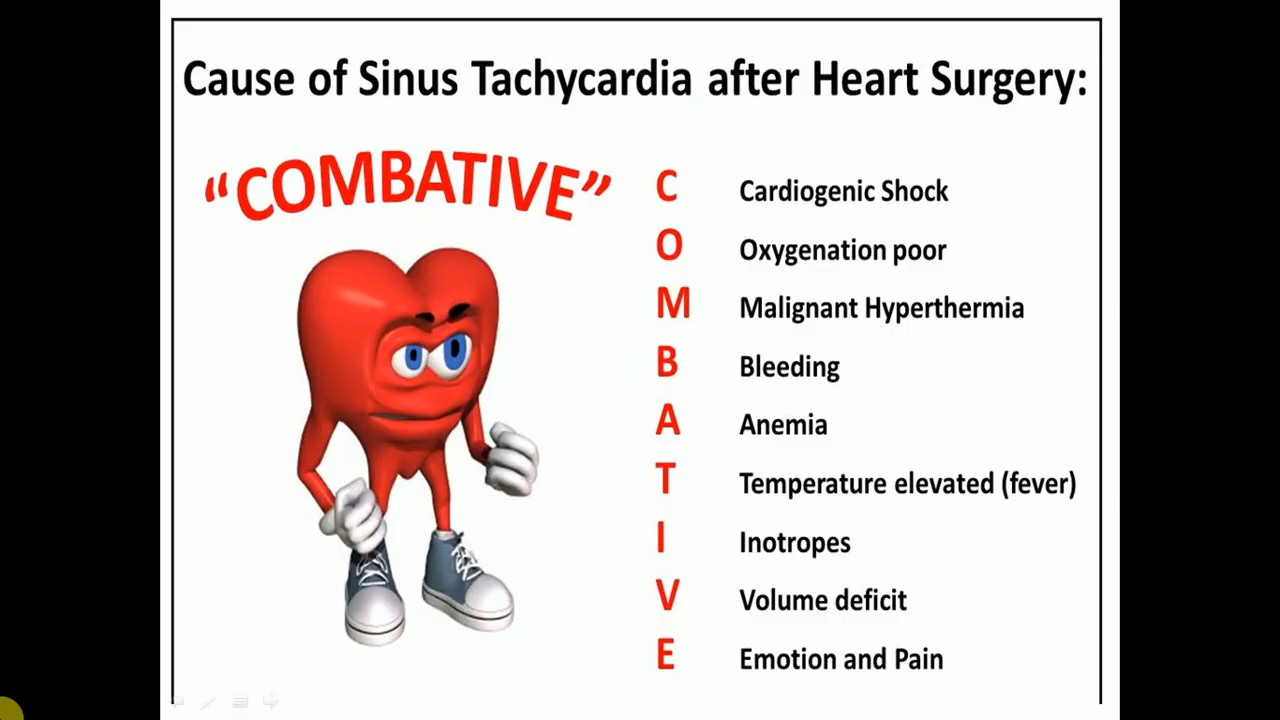 Cause of Sinus Tachycardia after Heart Surgery:
“COMBATIVE”
C Cardiogenic Shock
O Oxygenation poor
M Malignant Hyperthermia
B Bleeding
A Anemia
T Temperature elevated (fever)
I Inotropes
V Volume deficit
E Emotion and Pain